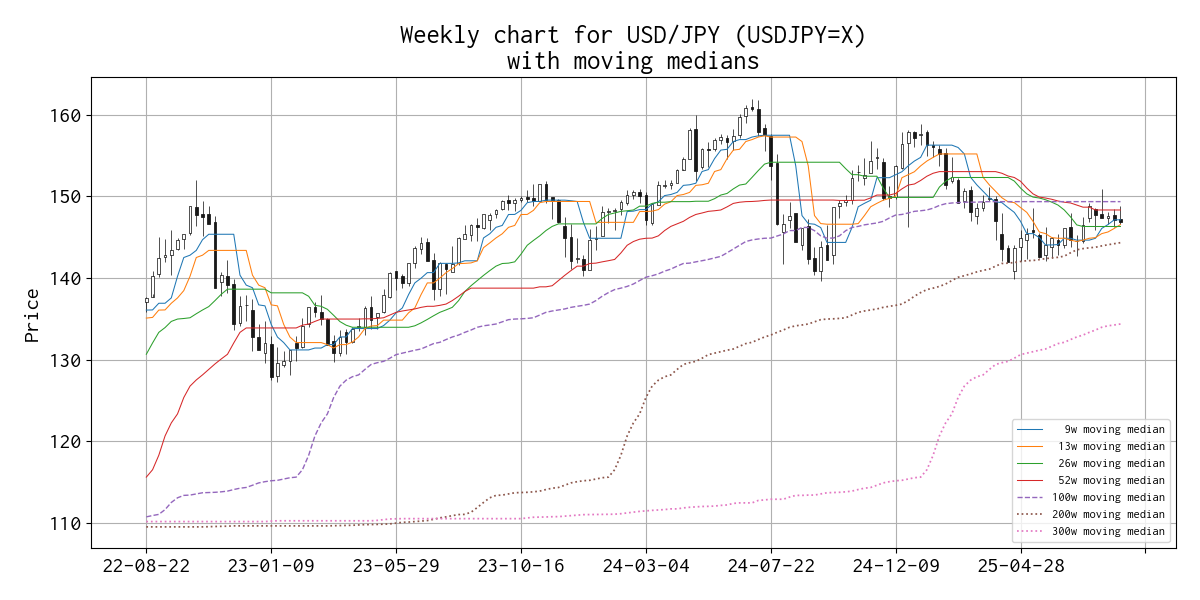 Weekly chart for USD/JPY (USDJPY=X)
with moving medians
Price
160
150
140
130
120
110
22-08-22
23-01-09
23-05-29
23-10-16
24-03-04
24-07-22
24-12-09
25-04-28
9w moving median
13w moving median
26w moving median
52w moving median
100w moving median
200w moving median
300w moving median